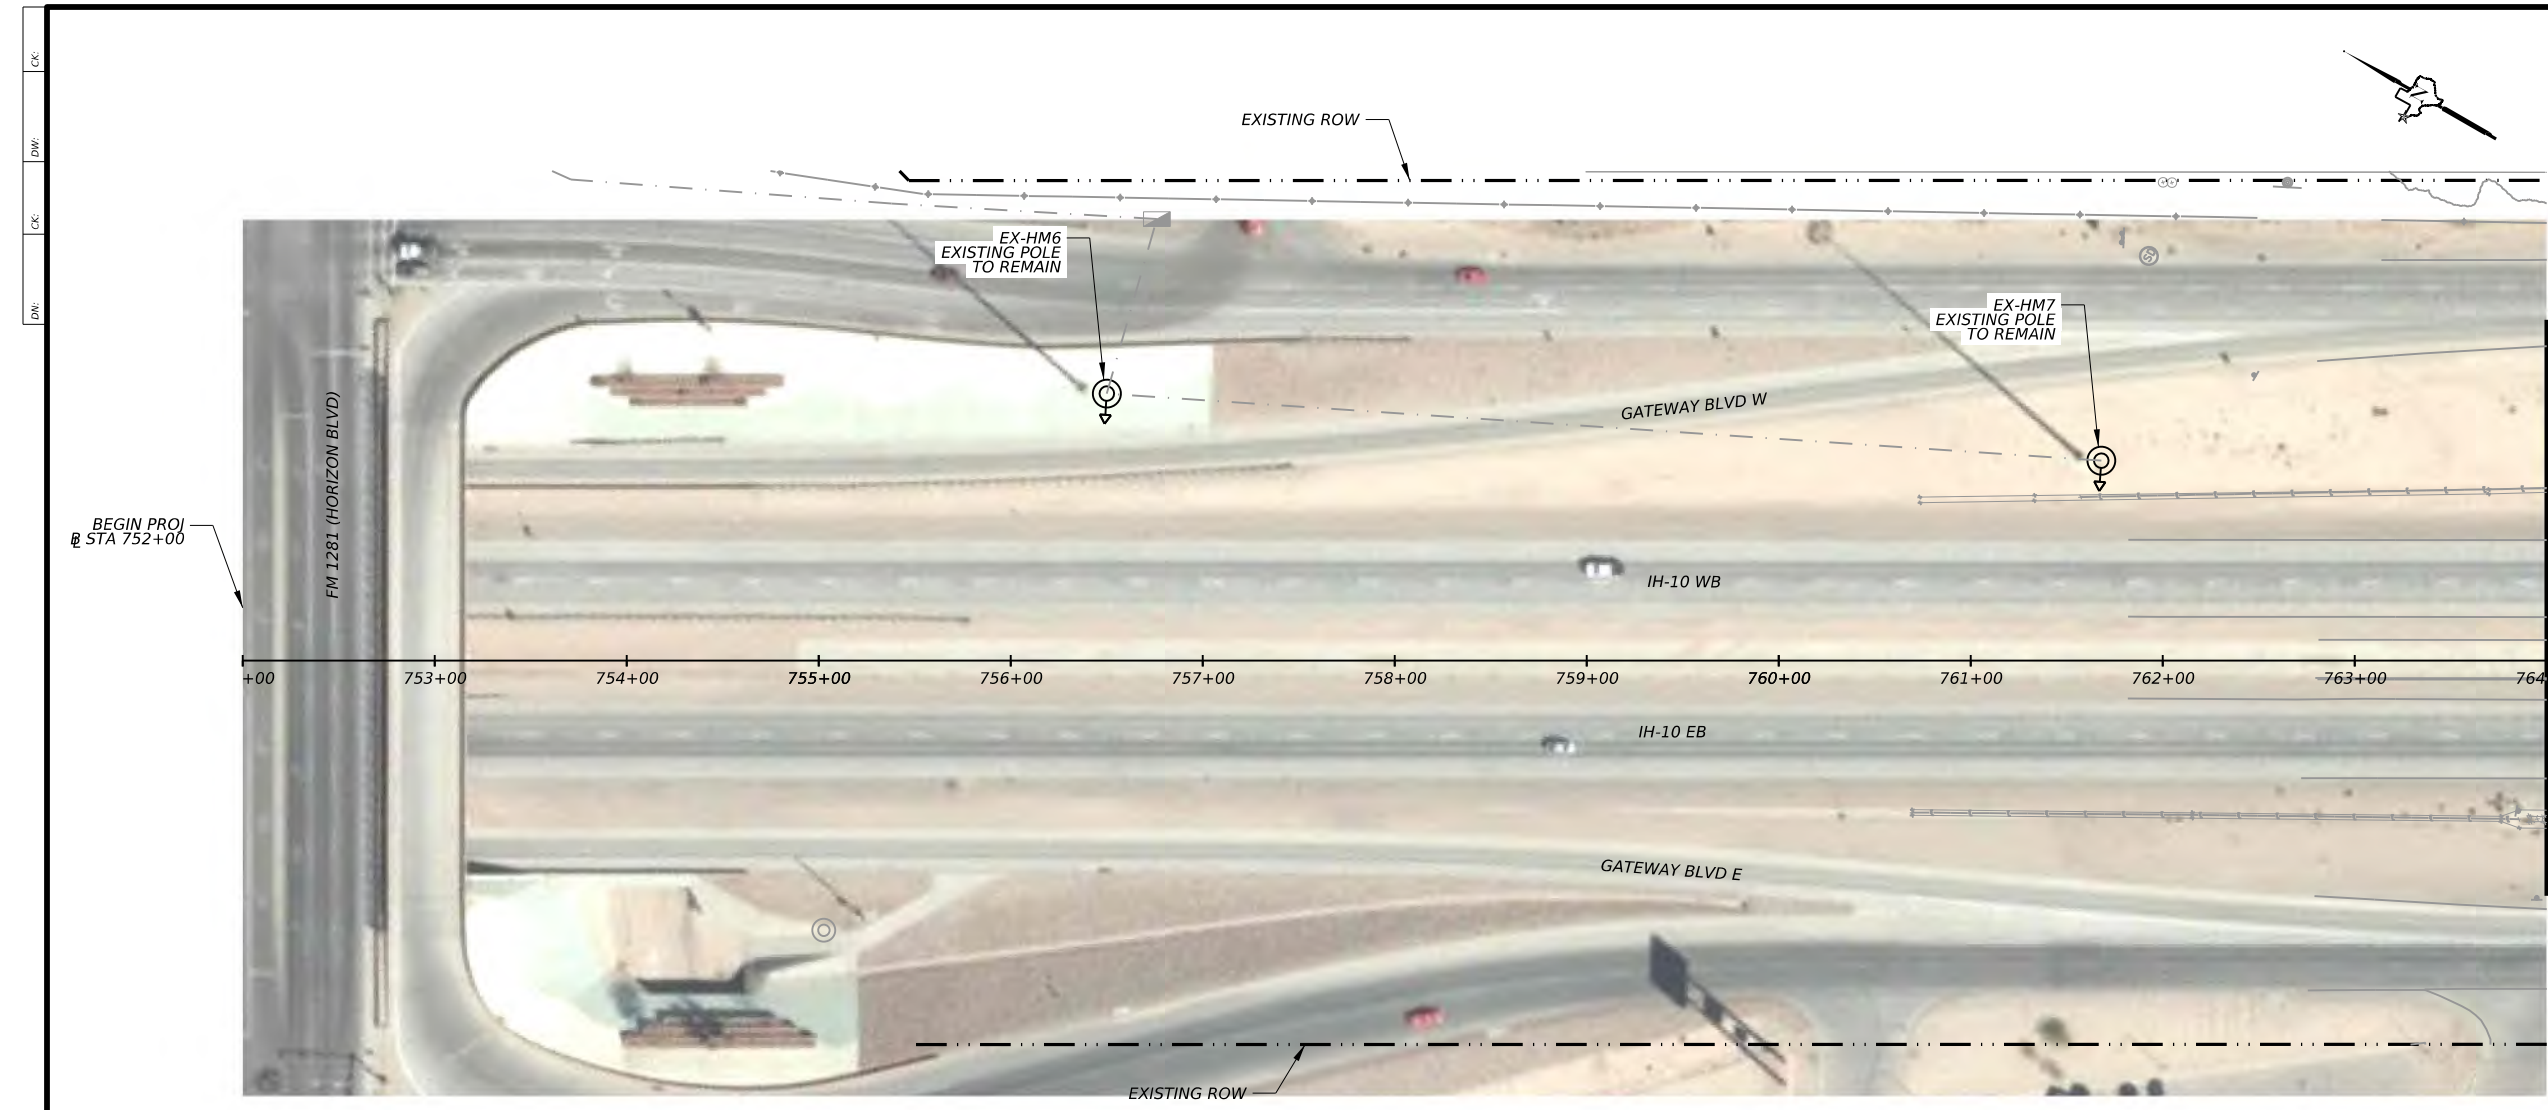 CK:
DW:
CK:
DN:
EXISTING ROW
EX-HM6
EXISTING POLE
TO REMAIN
EX-HM7
EXISTING POLE
TO REMAIN
SD
GATEWAY BLVD W
FM 1281 (HORIZON BLVD)
BEGIN PROJ
BL STA 752+00
IH-10 WB
+00
753+00
754+00
755+00
756+00
757+00
758+00
759+00
760+00
761+00
762+00
763+00
764
IH-10 EB
GATEWAY BLVD E
EXISTING ROW